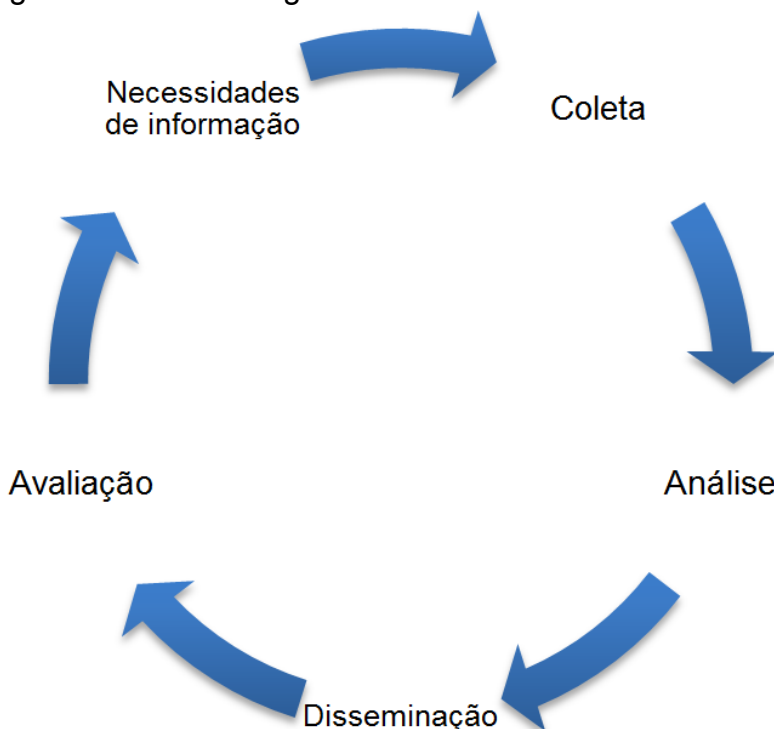 Necessidades
de informação
Coleta
Análise
Disseminação
Avaliação